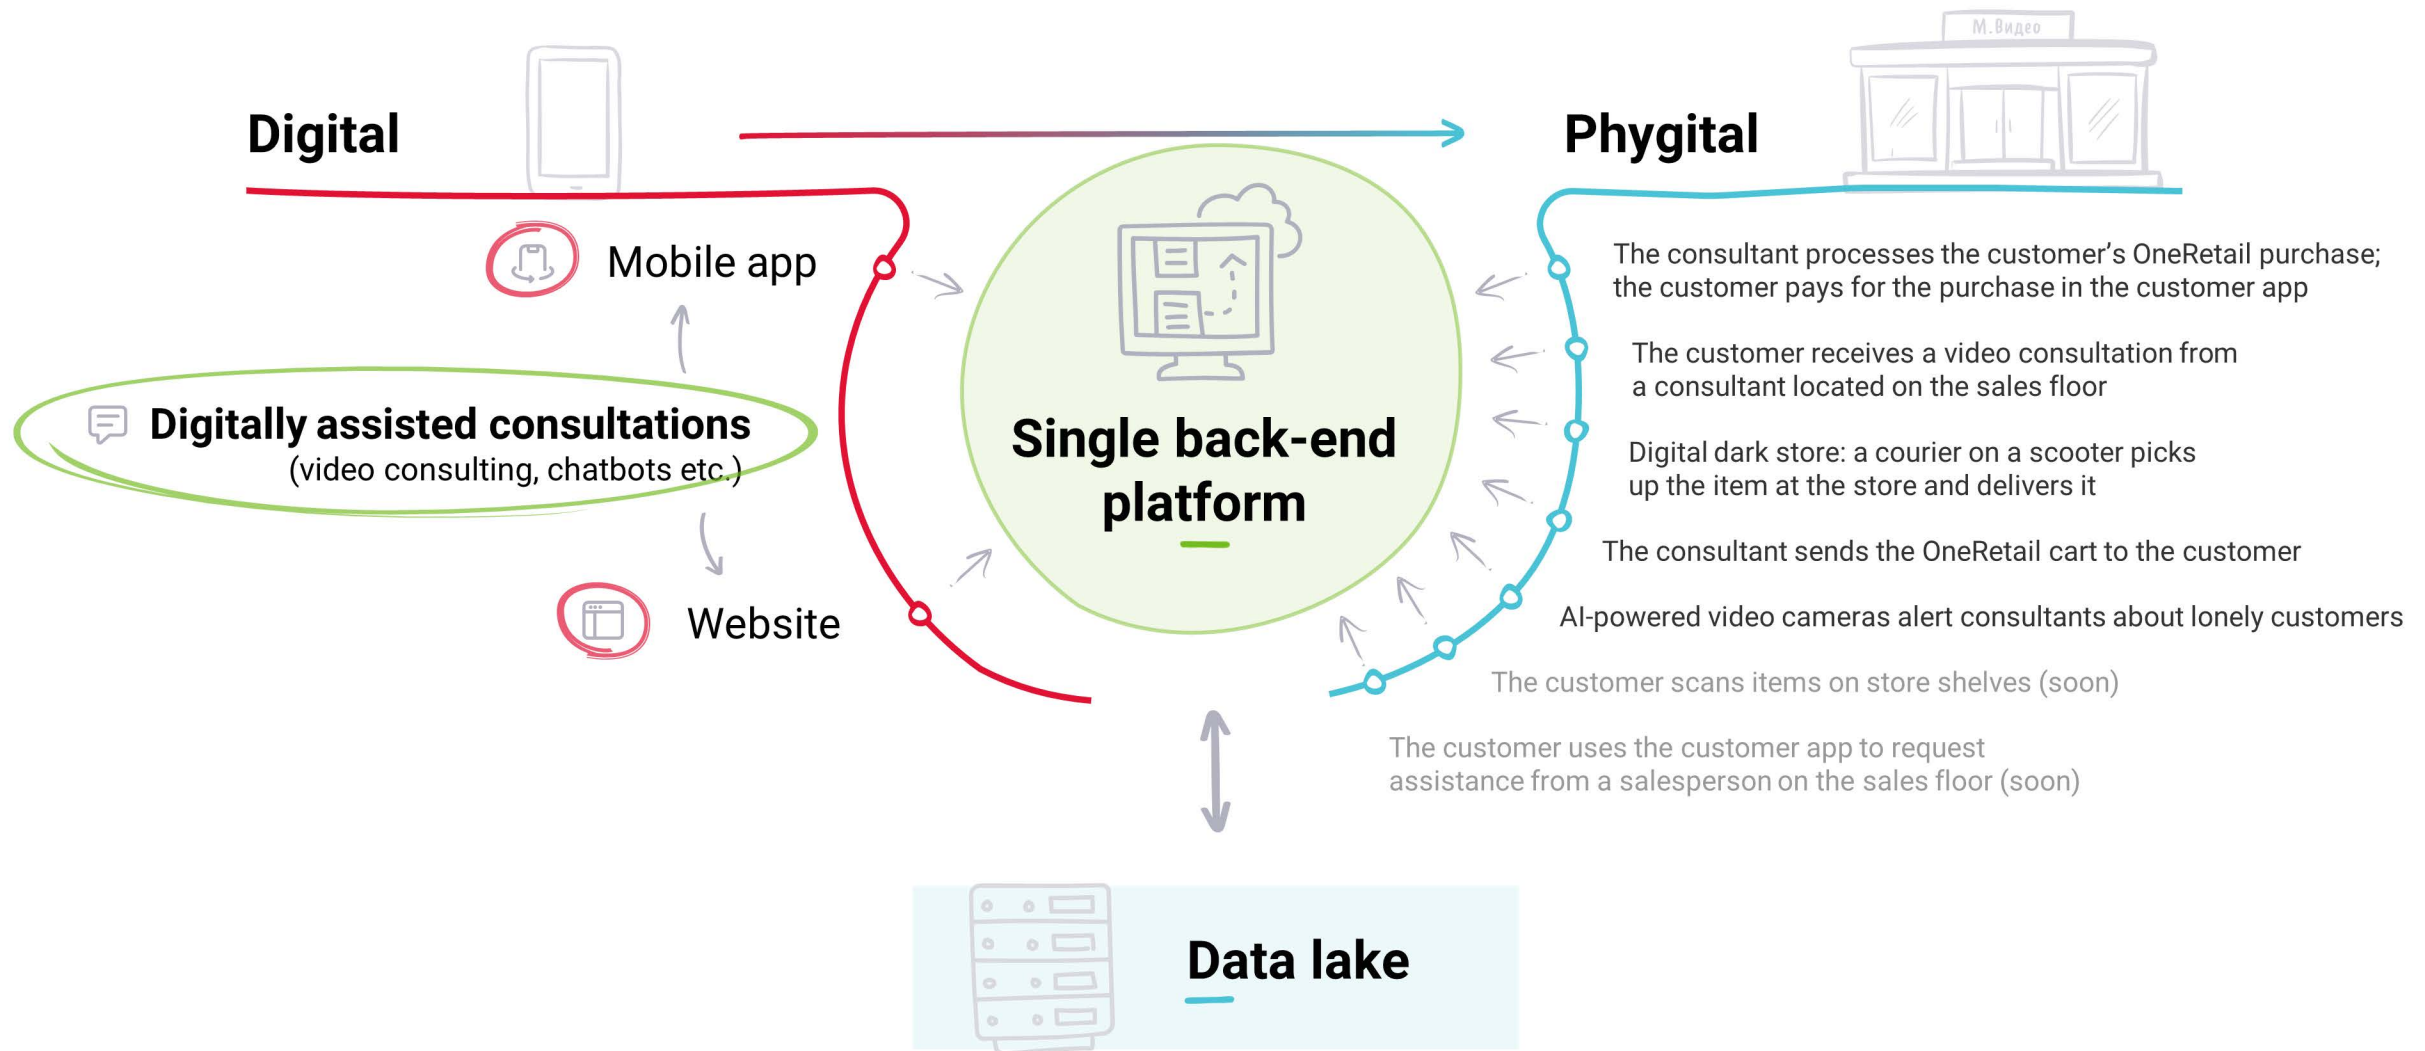 М.Видео
Digital
Phygital
Mobile app
Digitally assisted consultations
(video consulting, chatbots etc.)
Website
Single back-end
platform
The consultant processes the customer’s OneRetail purchase;
the customer pays for the purchase in the customer app
The customer receives a video consultation from
a consultant located on the sales floor
Digital dark store: a courier on a scooter picks
up the item at the store and delivers it
The consultant sends the OneRetail cart to the customer
AI-powered video cameras alert consultants about lonely customers
The customer scans items on store shelves (soon)
The customer uses the customer app to request
assistance from a salesperson on the sales floor (soon)
Data lake